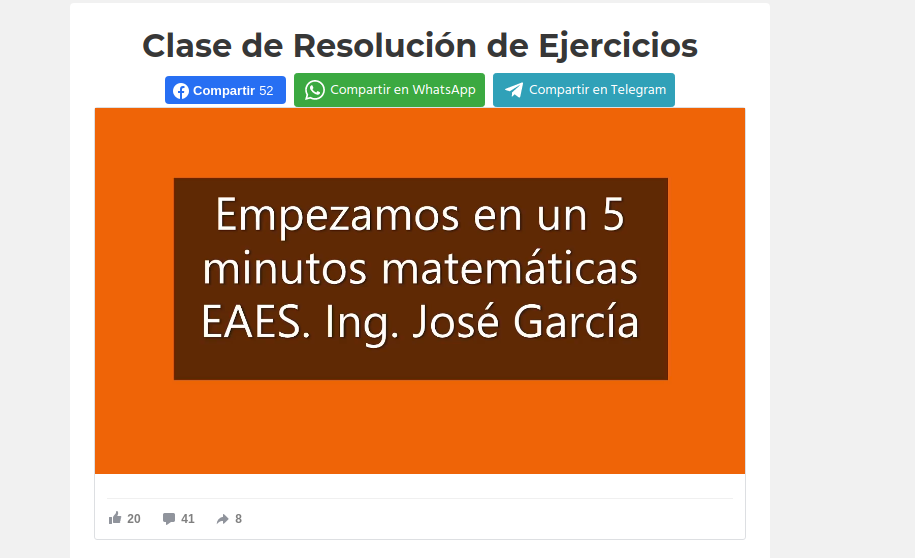 Clase de Resolución de Ejercicios
Compartir 52
Compartir en WhatsApp
Compartir en Telegram
Empezamos en un 5
minutos matemáticas
EAES. Ing. José García
20
41
8